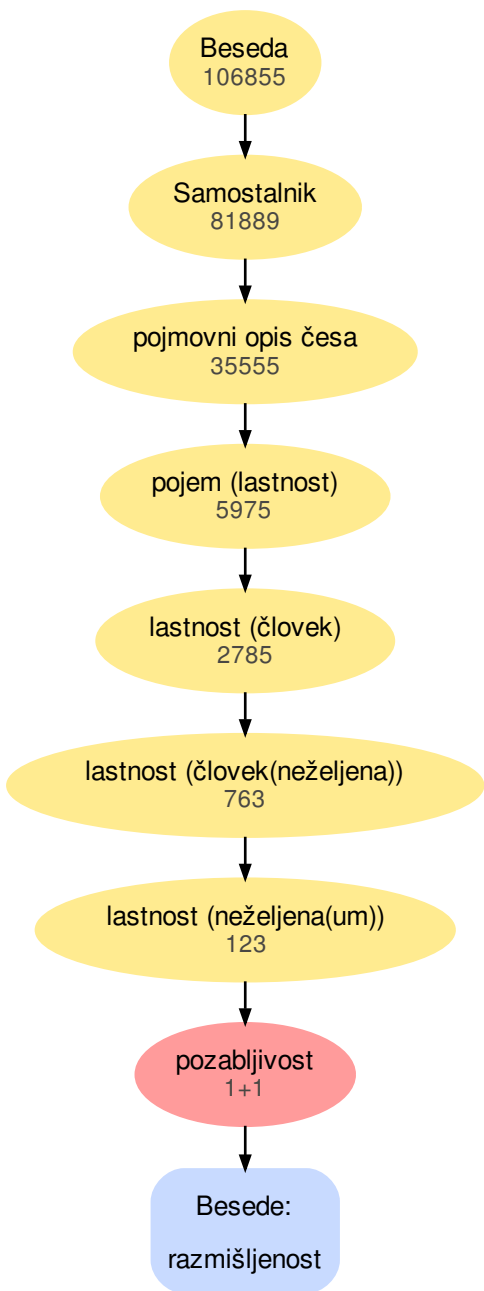 Beseda
106855
Samostalnik
81889
pojmovni opis česa
35555
pojem (lastnost)
5975
lastnost (človek)
2785
lastnost (človek(neželjena))
763
lastnost (neželjena(um))
123
pozabljivost
1+1
Besede:
razmišljenost